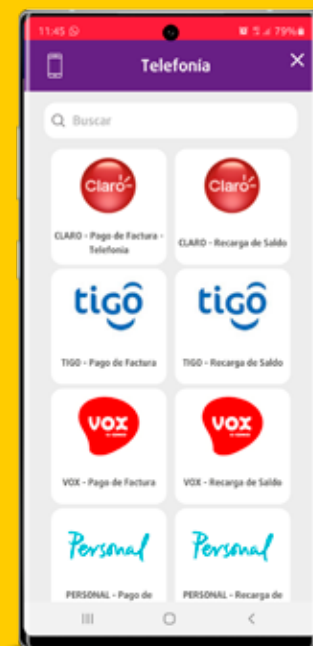 11:45
79%
Telefonía
Buscar
Claro-
Claro-
CLARO - Pago de Factura -
Telefonia
CLARO - Recarga de Saldo
tigo
tigo
TIGO - Pago de Factura
TIGO - Recarga de Saldo
VOX
VOX
VOX - Pago de Factura
VOX - Recarga de Saldo
Personal
Personal
PERSONAL - Pago de
PERSONAL - Recarga de